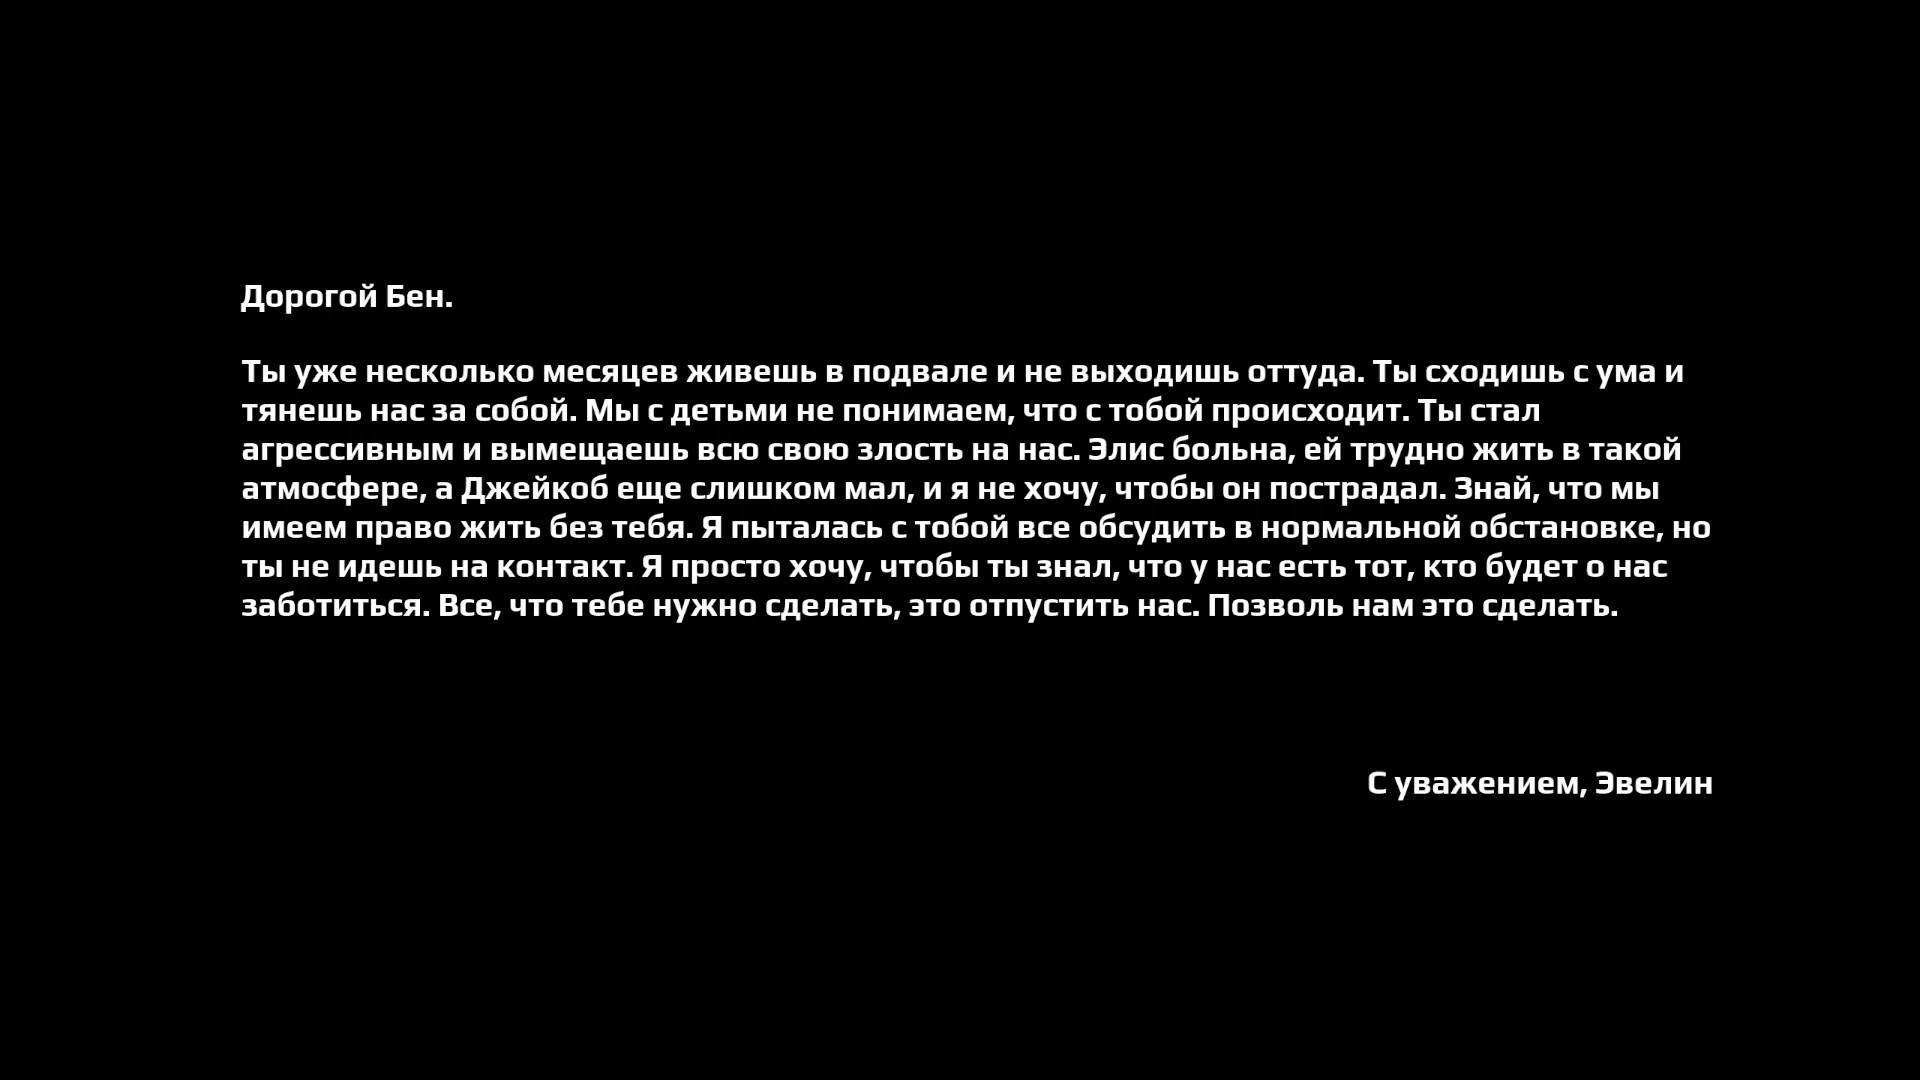 Дорогой Бен.
Ты уже несколько месяцев живешь в подвале и не выходишь оттуда. Ты сходишь с ума и
тянешь нас за собой. Мы с детьми не понимаем, что с тобой происходит. Ты стал
агрессивным и вымещаешь всю свою злость на нас. Элис больна, ей трудно жить в такой
атмосфере, а Джейкоб еще слишком мал, и я не хочу, чтобы он пострадал. Знай, что мы
имеем право жить без тебя. Я пыталась с тобой все обсудить в нормальной обстановке, но
ты не идешь на контакт. Я просто хочу, чтобы ты знал, что у нас есть тот, кто будет о нас
заботиться. Все, что тебе нужно сделать, это отпустить нас. Позволь нам это сделать.
С уважением, Эвелин